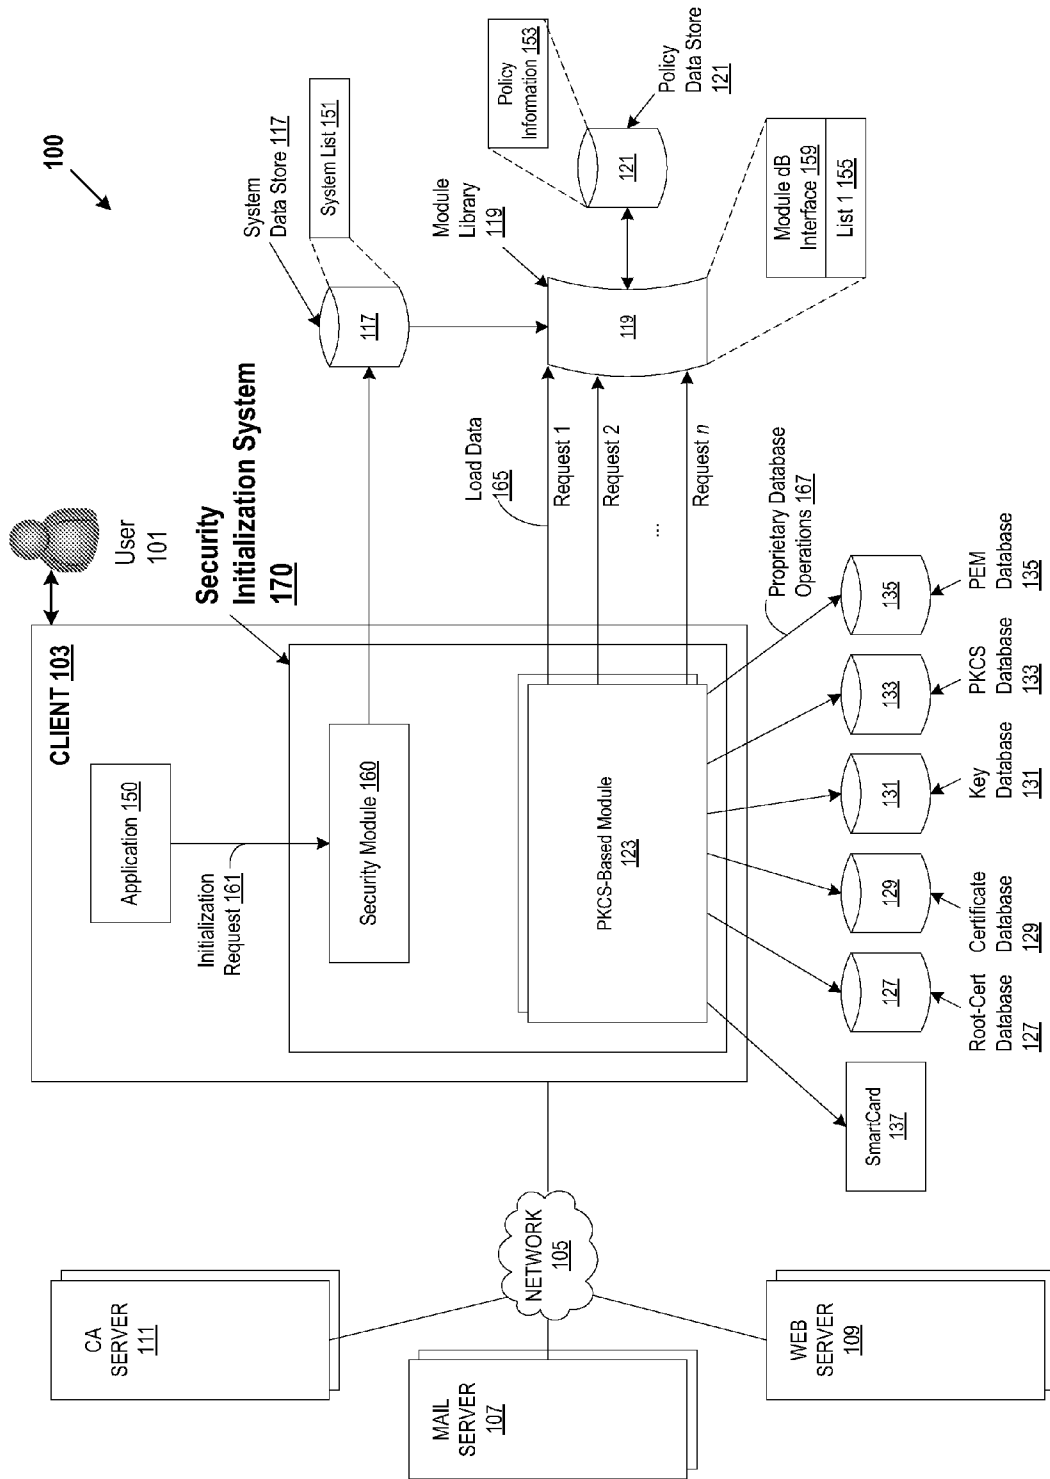 100
User
101
CLIENT 103
Application 150
Initialization
Request 161
Security
Initialization System
170
Security Module 160
PKCS-Based Module
123
System
Data Store 117
System List 151
117
Module
Library
119
119
Policy
Information 153
Policy
Data Store
121
121
Module dB
Interface 159
List 1 155
Load Data
165
Request 1
Request 2
...
Request n
Proprietary Database
Operations 167
CA
SERVER
111
MAIL
SERVER
107
WEB
SERVER
109
NETWORK
105
SmartCard
137
127
Root-Cert
Database
127
129
Certificate
Database
129
131
Key
Database
131
133
PKCS
Database
133
135
PEM
Database
135